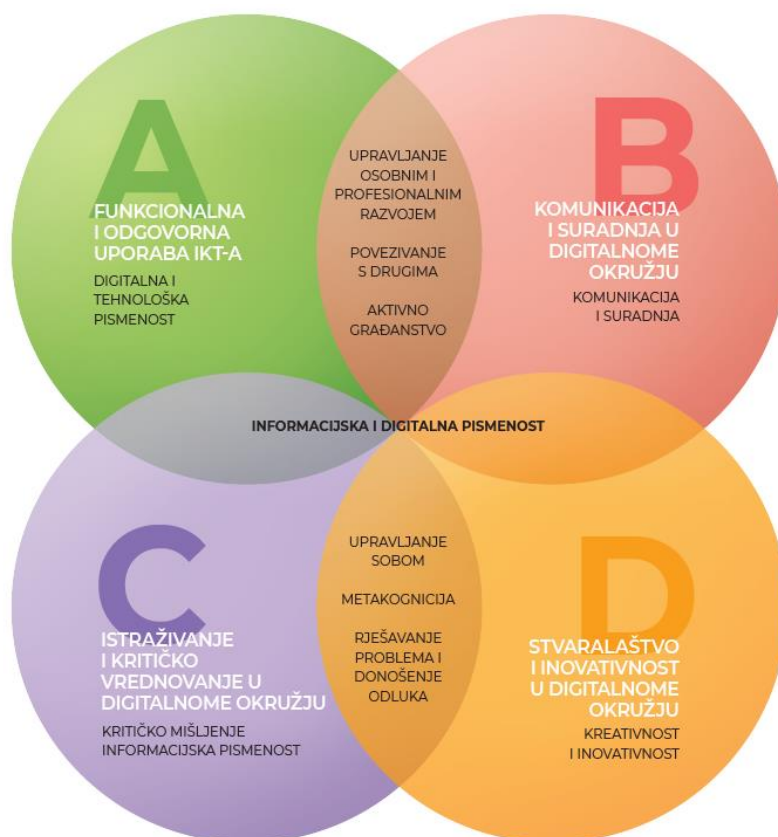 A
FUNKCIONALNA
I ODGOVORNA
UPORABA IKT-A
DIGITALNA I
TEHNOLOŠKA
PISMENOST
UPRAVLJANJE
OSOBNIM I
PROFESIONALNIM
RAZVOJEM
POVEZIVANJE
S DRUGIMA
AKTIVNO
GRAĐANSTVO
B
KOMUNIKACIJA
I SURADNJA U
DIGITALNOME
OKRUŽJU
KOMUNIKACIJA
I SURADNJA
INFORMACIJSKA I DIGITALNA PISMENOST
C
ISTRAŽIVANJE
I KRITIČKO
VREDNOVANJE U
DIGITALNOME OKRUŽJU
KRITIČKO MIŠLJENJE
INFORMACIJSKA PISMENOST
UPRAVLJANJE
SOBOM
METAKOGNICIJA
RJEŠAVANJE
PROBLEMA I
DONOŠENJE
ODLUKA
D
STVARALAŠTVO
I INOVATIVNOST
U DIGITALNOME
OKRUŽJU
KREATIVNOST
I INOVATIVNOST